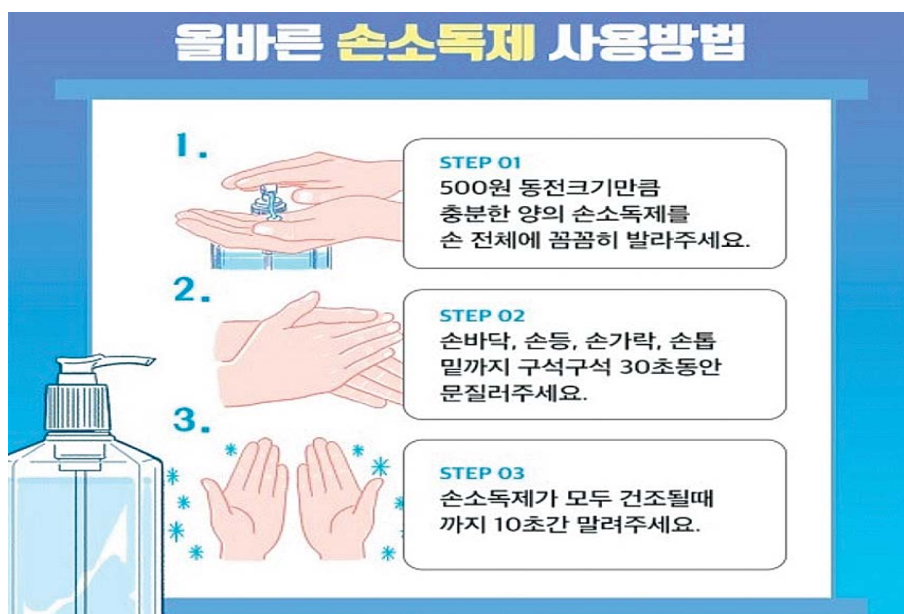 올바른 손소독제 사용방법
1.
STEP 01
500원 동전크기만큼
충분한 양의 손소독제를
손 전체에 꼼꼼히 발라주세요.
2.
STEP 02
손바닥, 손등, 손가락, 손톱
밑까지 구석구석 30초동안
문질러주세요.
3.
STEP 03
손소독제가 모두 건조될때
까지 10초간 말려주세요.